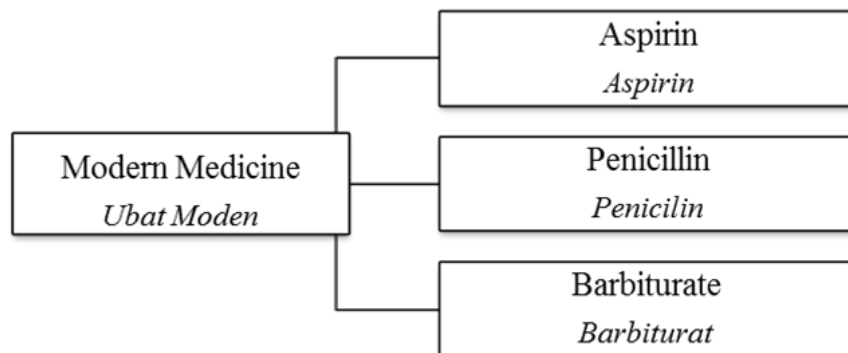 Aspirin
Aspirin
Modern Medicine
Ubat Moden
Penicillin
Penicilin
Barbiturate
Barbiturat